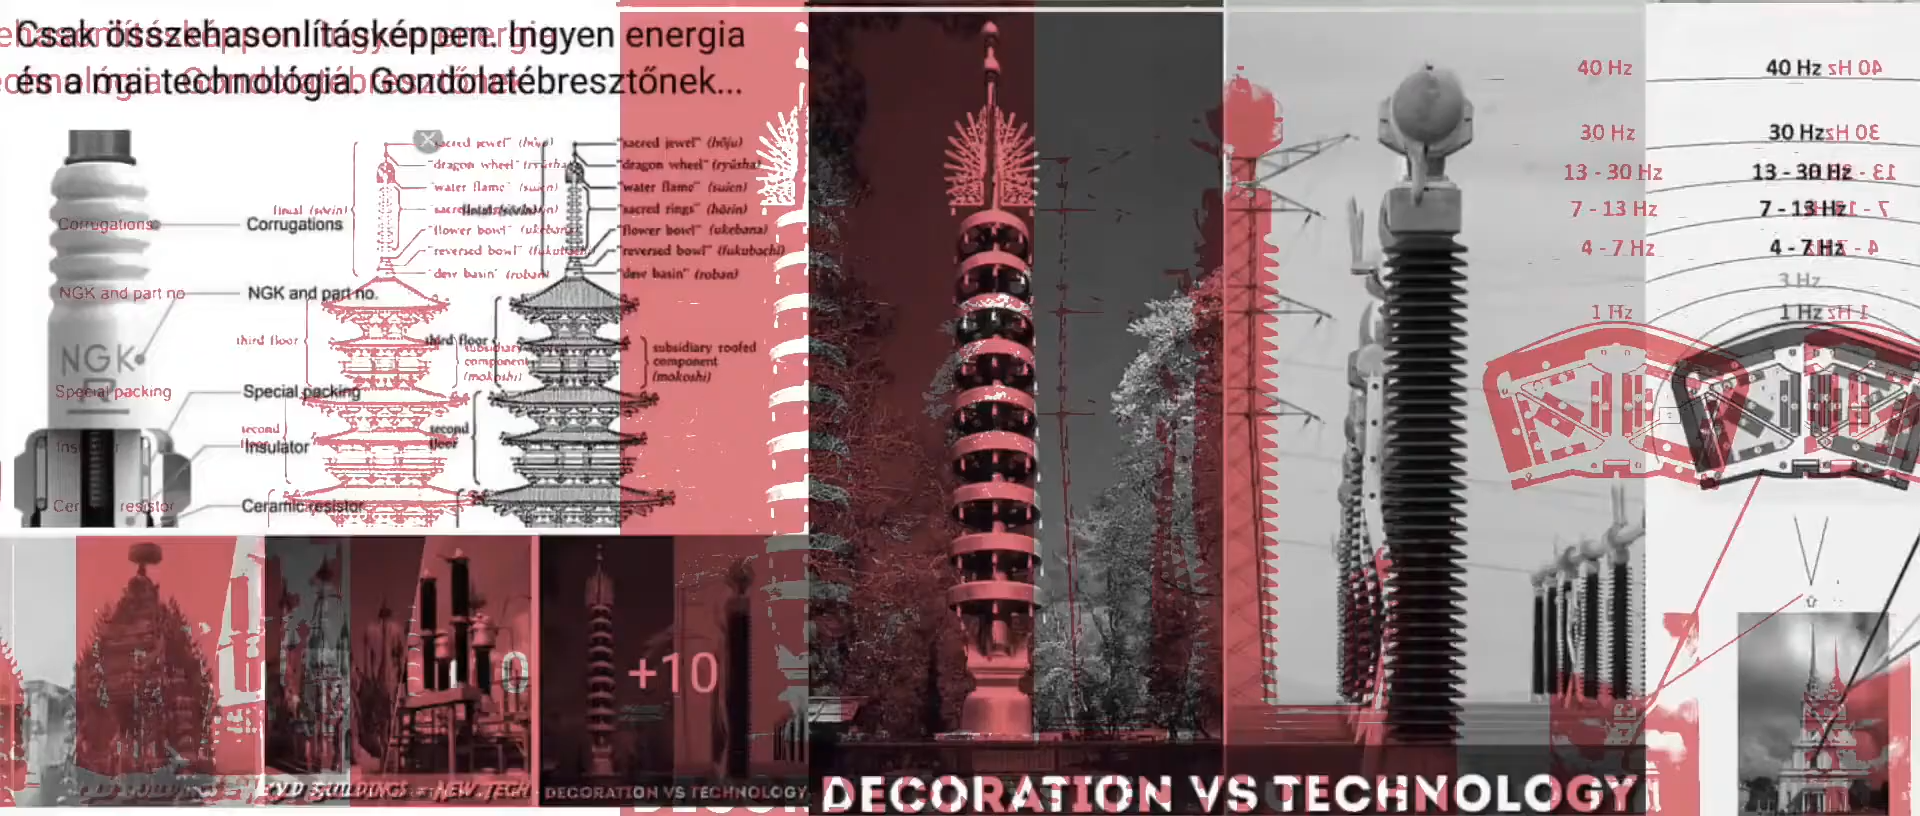 Csak összehasonlításképpen. Ingyen energia
és a mai technológia. Gondolatébresztőnek...
Corrugations
NGK and part no.
NGK
Special packing
Insulator
Ceramic resistor
"sacred jewel" (hōju)
"dragon wheel" (ryūsha)
"water flame" (suien)
"sacred rings" (hōrin)
"flower bowl" (ukebana)
"reversed bowl" (fukubachi)
"dew basin" (roban)
finial (sōrin)
third floor
subsidiary roofed
component
(mokoshi)
second
floor
+10
DECORATION VS TECHNOLOGY
DECORATION VS TECHNOLOGY
40 Hz
30 Hz
13 - 30 Hz
7 - 13 Hz
4 - 7 Hz
1 Hz
40 Hz
30 Hz
13 - 30 Hz
7 - 13 Hz
4 - 7 Hz
3 Hz
1 Hz